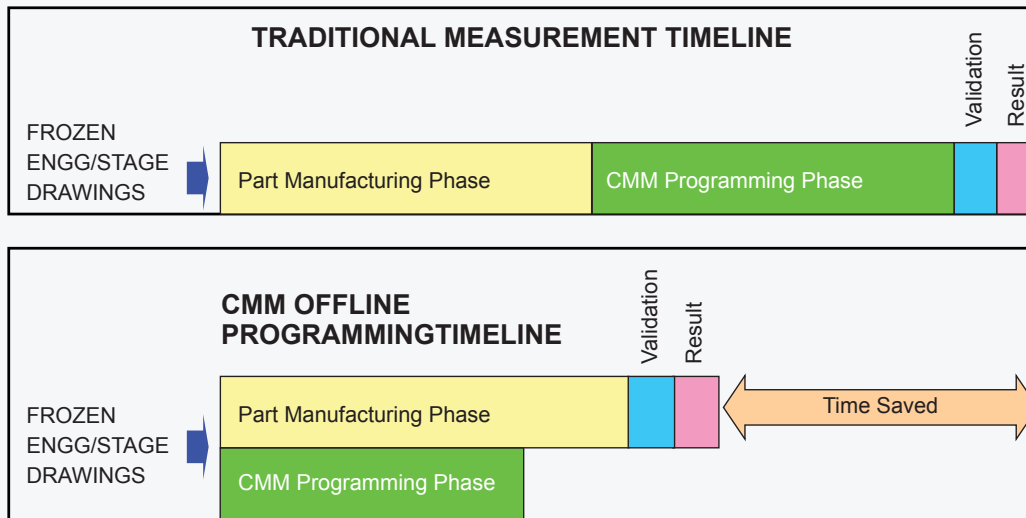 TRADITIONAL MEASUREMENT TIMELINE
Validation
Result
FROZEN
ENGG/STAGE
DRAWINGS
Part Manufacturing Phase
CMM Programming Phase
CMM OFFLINE
PROGRAMMINGTIMELINE
Validation
Result
FROZEN
ENGG/STAGE
DRAWINGS
Part Manufacturing Phase
Time Saved
CMM Programming Phase